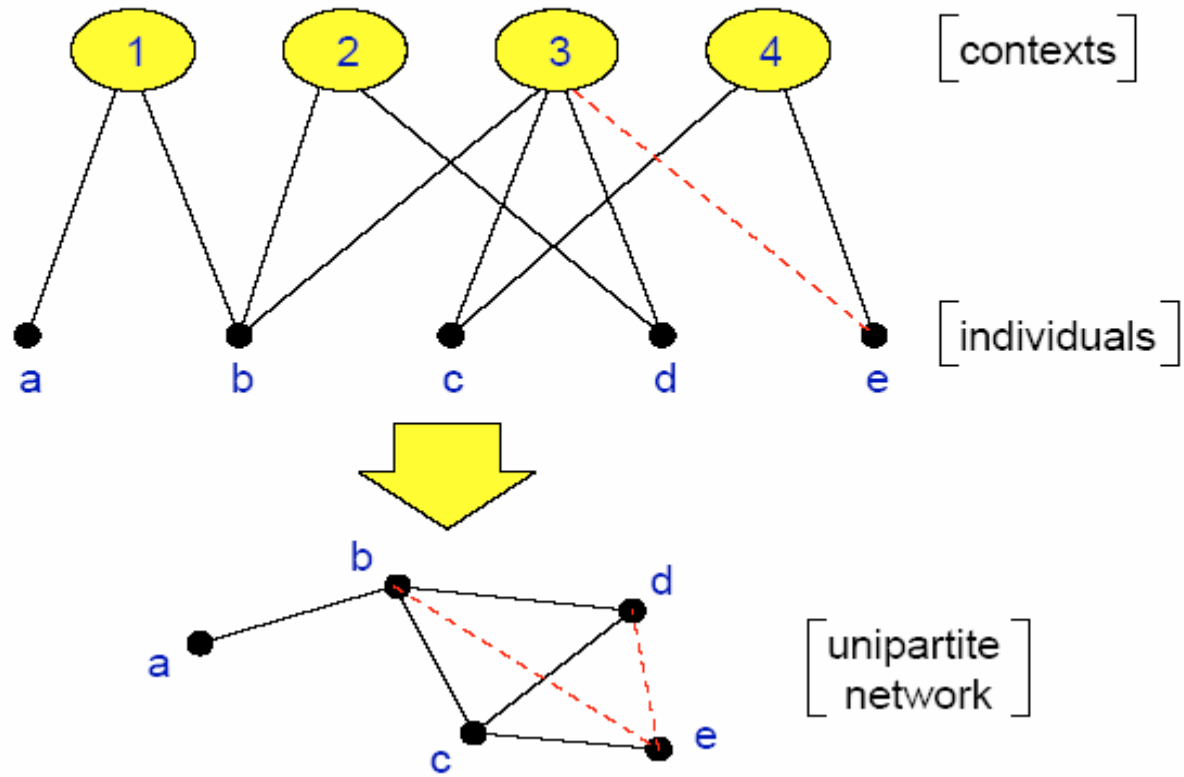 1 2 3 4 contexts
individuals
a b c d e
b
d
a
unipartite
network
c
e